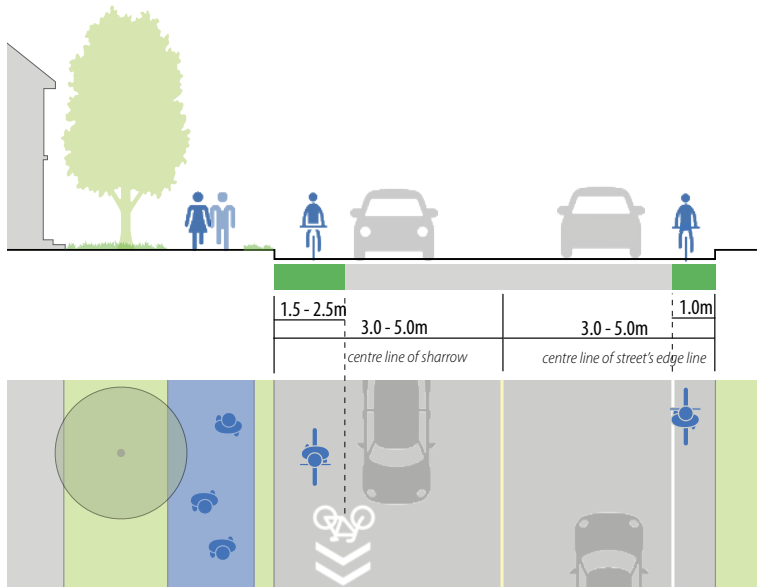 1.5 - 2.5m
1.0m
3.0 - 5.0m
3.0 - 5.0m
centre line of sharrow
centre line of street's edge line